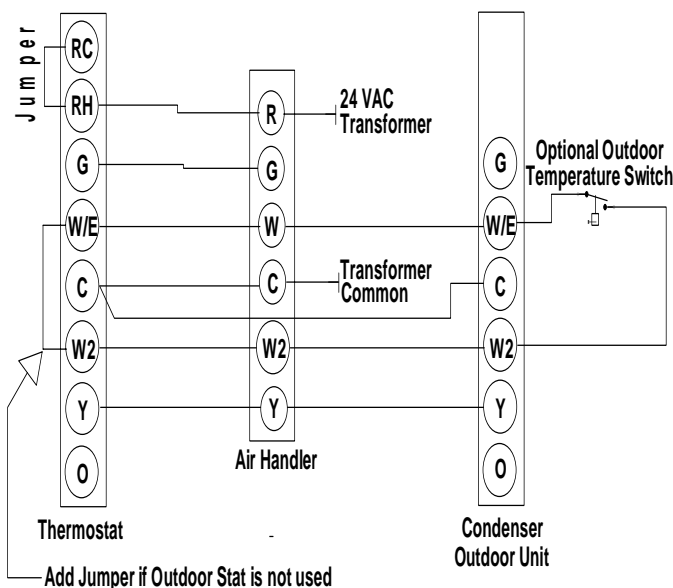 Jumper
RC
RH
G
W/E
C
W2
Y
O
Thermostat
R
G
W
C
W2
Y
Air Handler
24 VAC
Transformer
Transformer
Common
G
W/E
C
W2
Y
O
Condenser
Outdoor Unit
Optional Outdoor
Temperature Switch
Add Jumper if Outdoor Stat is not used